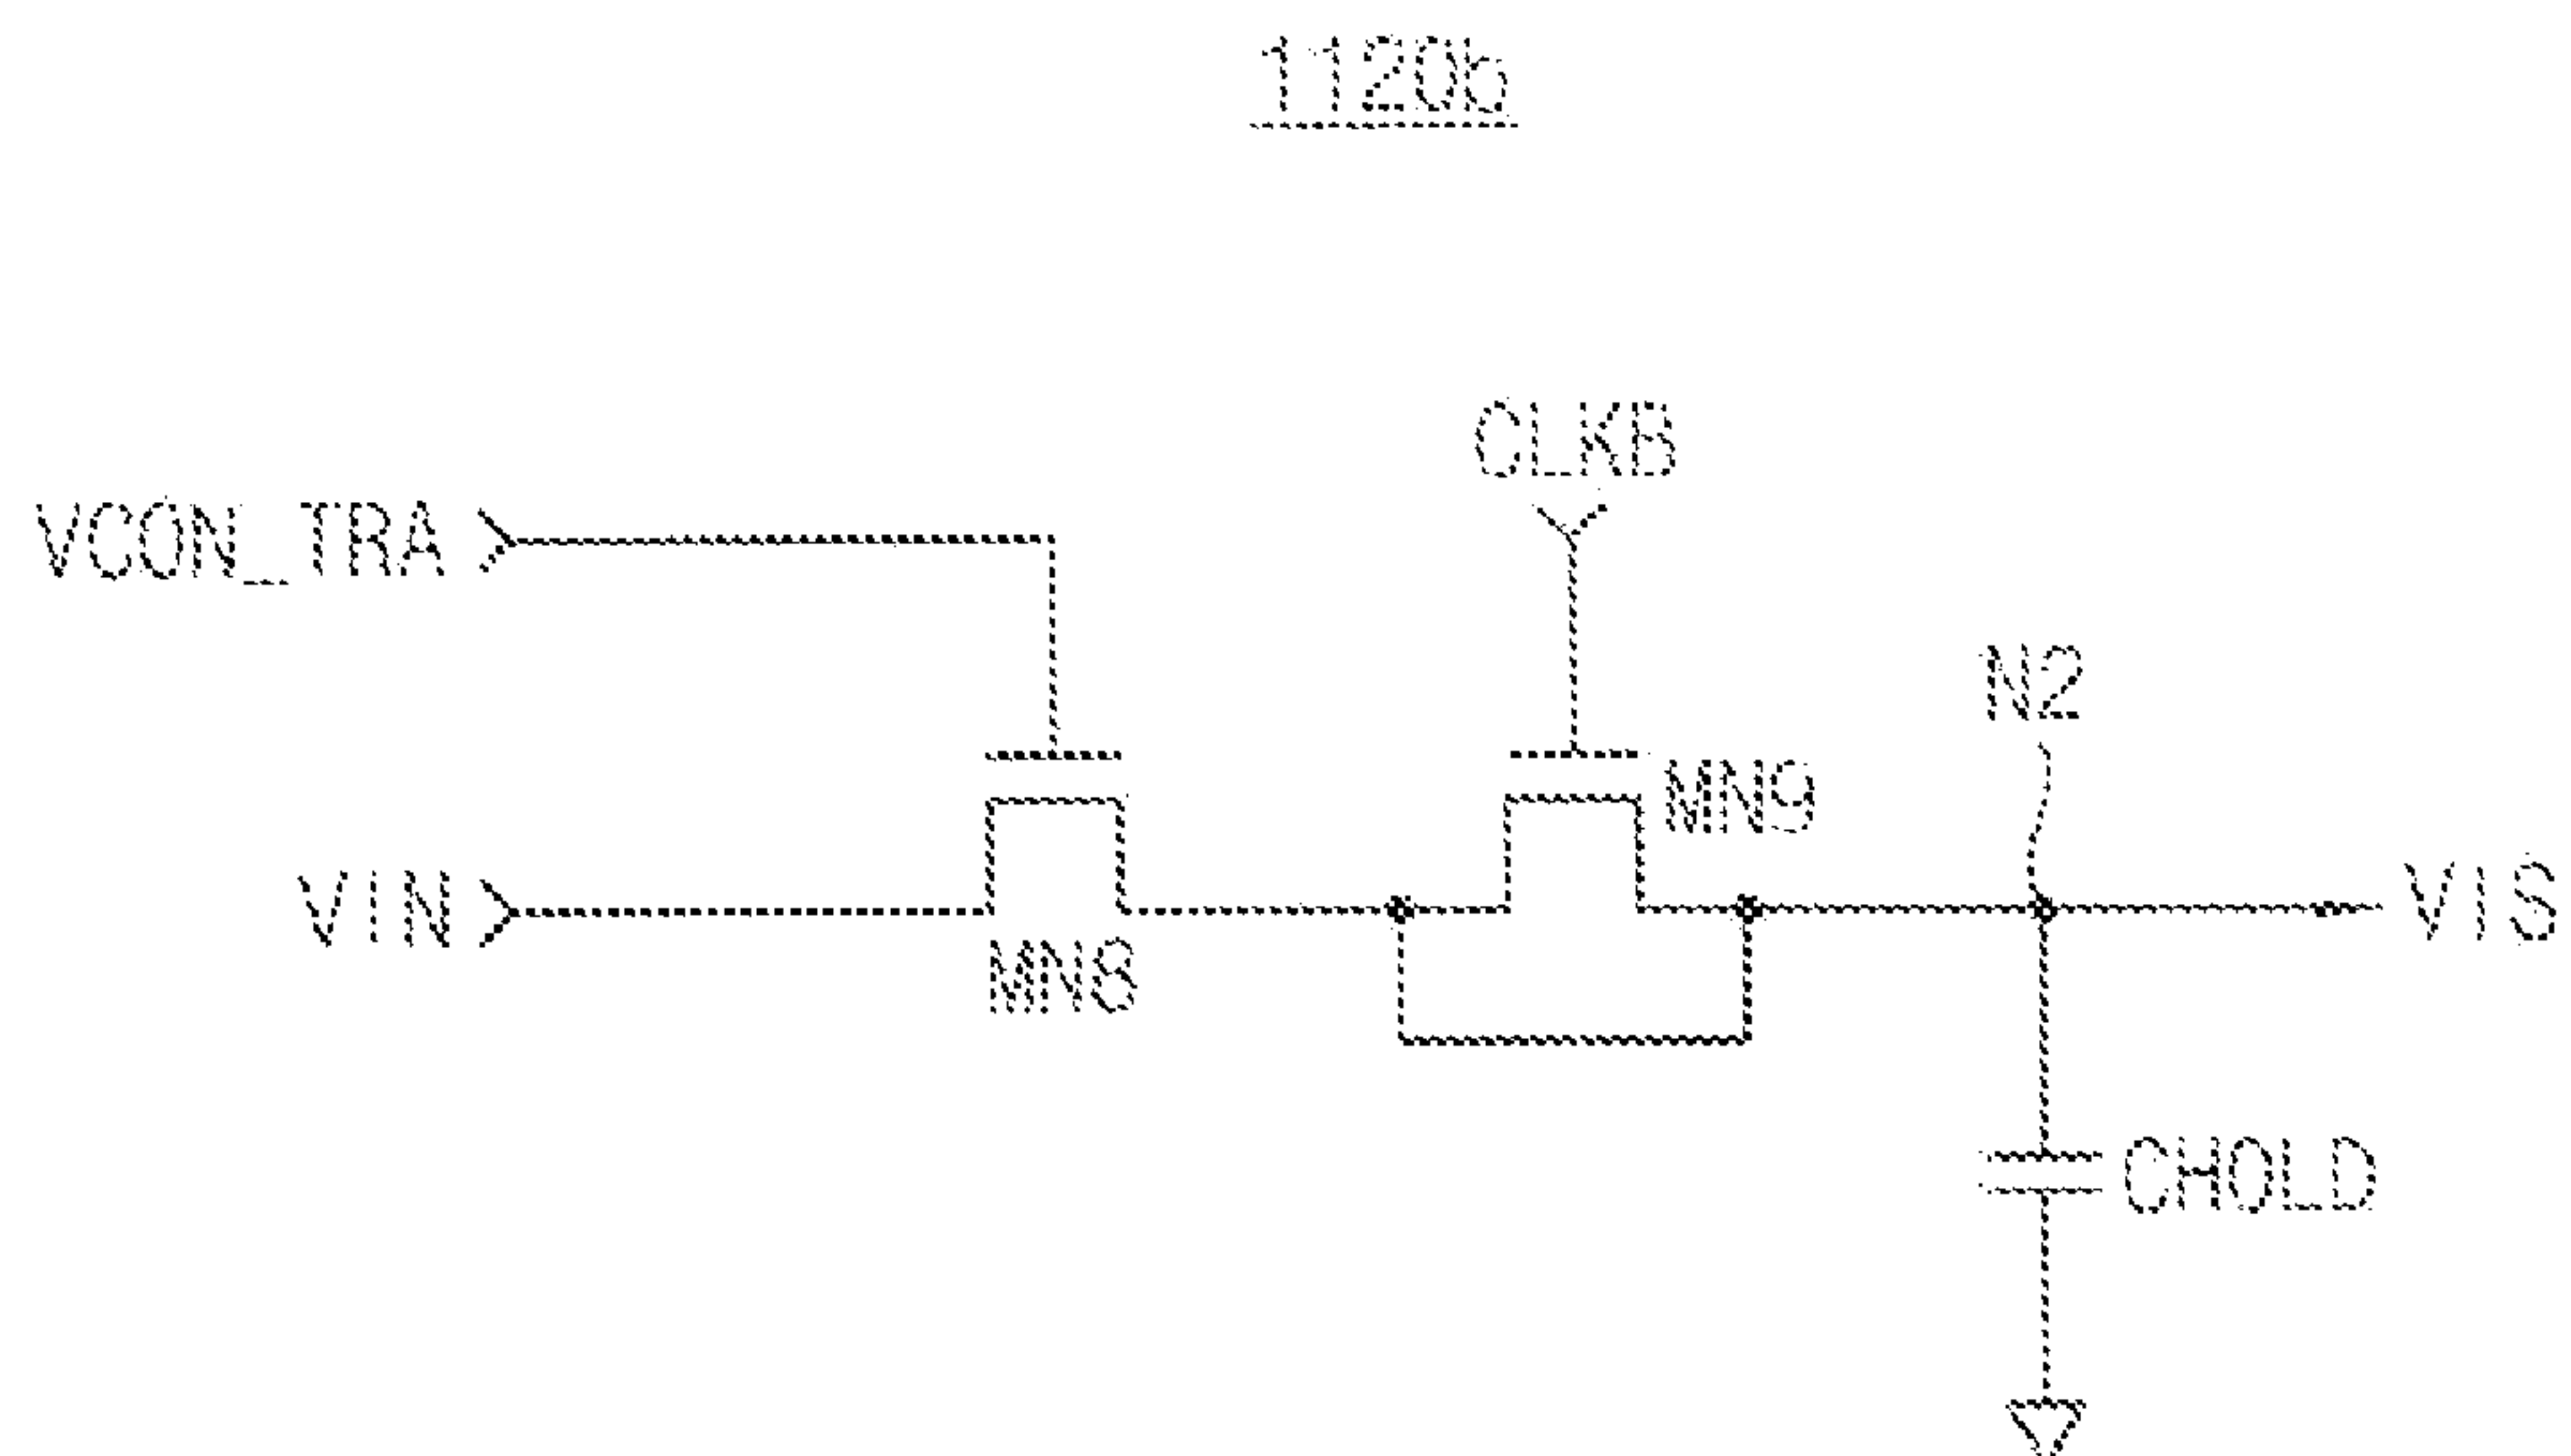 1120b
CLKB
VCON_TRA
N2
MN9
VIN
VIS
MN8
CHOLD